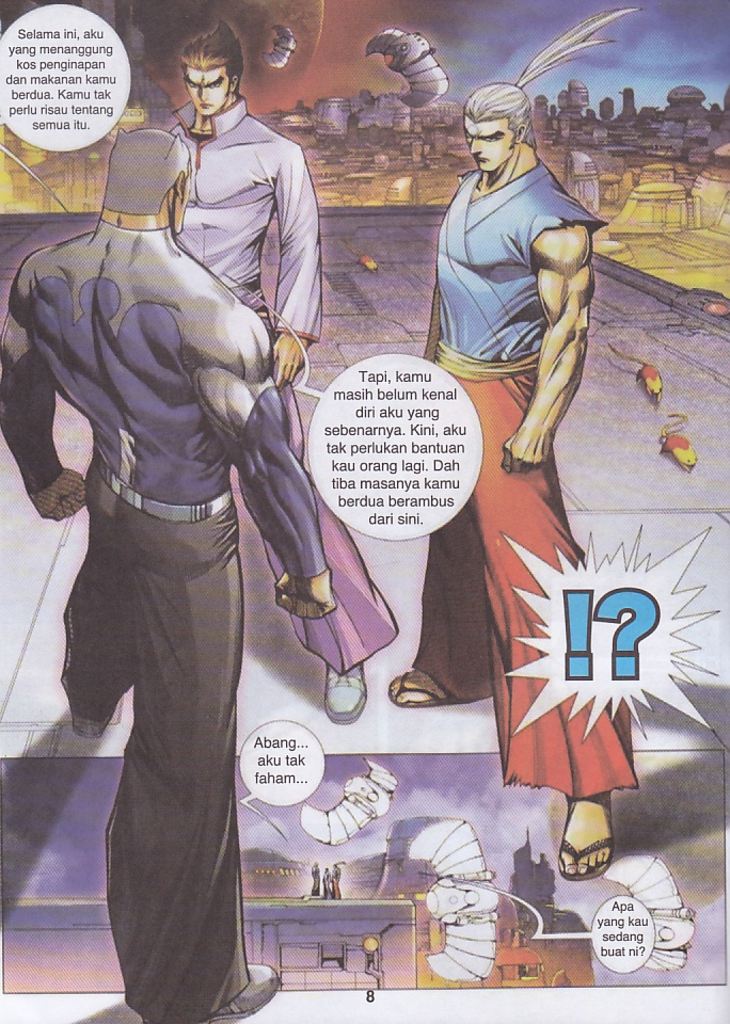 Selama ini, aku
yang menanggung
kos penginapan
dan makanan kamu
berdua. Kamu tak
perlu risau tentang
semua itu.
Tapi, kamu
masih belum kenal
diri aku yang
sebenarnya. Kini, aku
tak perlukan bantuan
kau orang lagi. Dah
tiba masanya kamu
berdua berambus
dari sini.
!?
Abang...
aku tak
faham...
Apa
yang kau
sedang
buat ni?
8